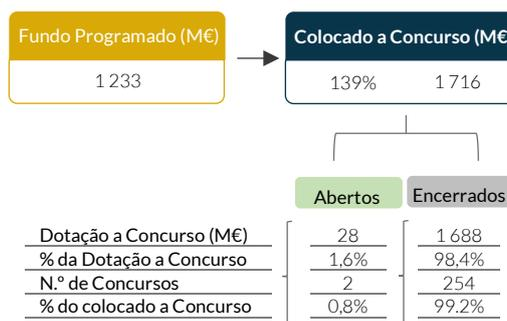 Fundo Programado (M€) Colocado a Concurso (M€
1 233 139% 1 716
Abertos Encerrados
Dotação a Concurso (M€) 28 1 688
% da Dotação a Concurso 1,6% 98,4%
N.º de Concursos 2 254
% do colocado a Concurso 0,8% 99.2%